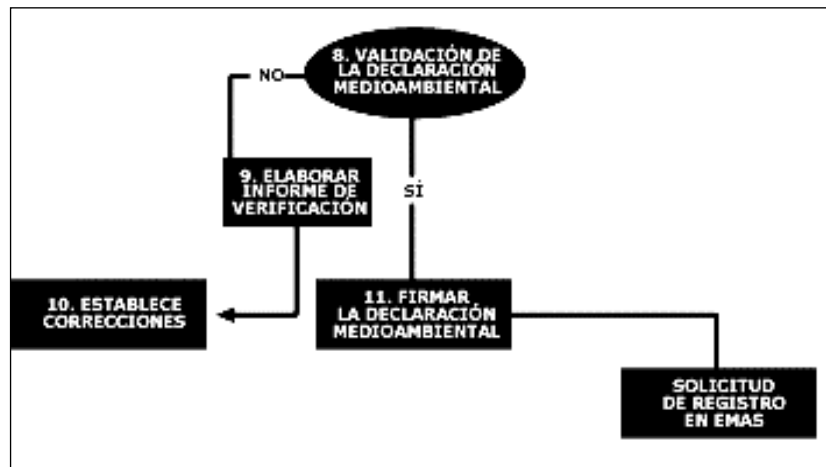 8. VALIDACIÓN DE
LA DECLARACIÓN
MEDIOAMBIENTAL
NO
9. ELABORAR
INFORME DE
VERIFICACIÓN
SÍ
10. ESTABLECE
CORRECCIONES
11. FIRMAR
LA DECLARACIÓN
MEDIOAMBIENTAL
SOLICITUD
DE REGISTRO
EN EMAS